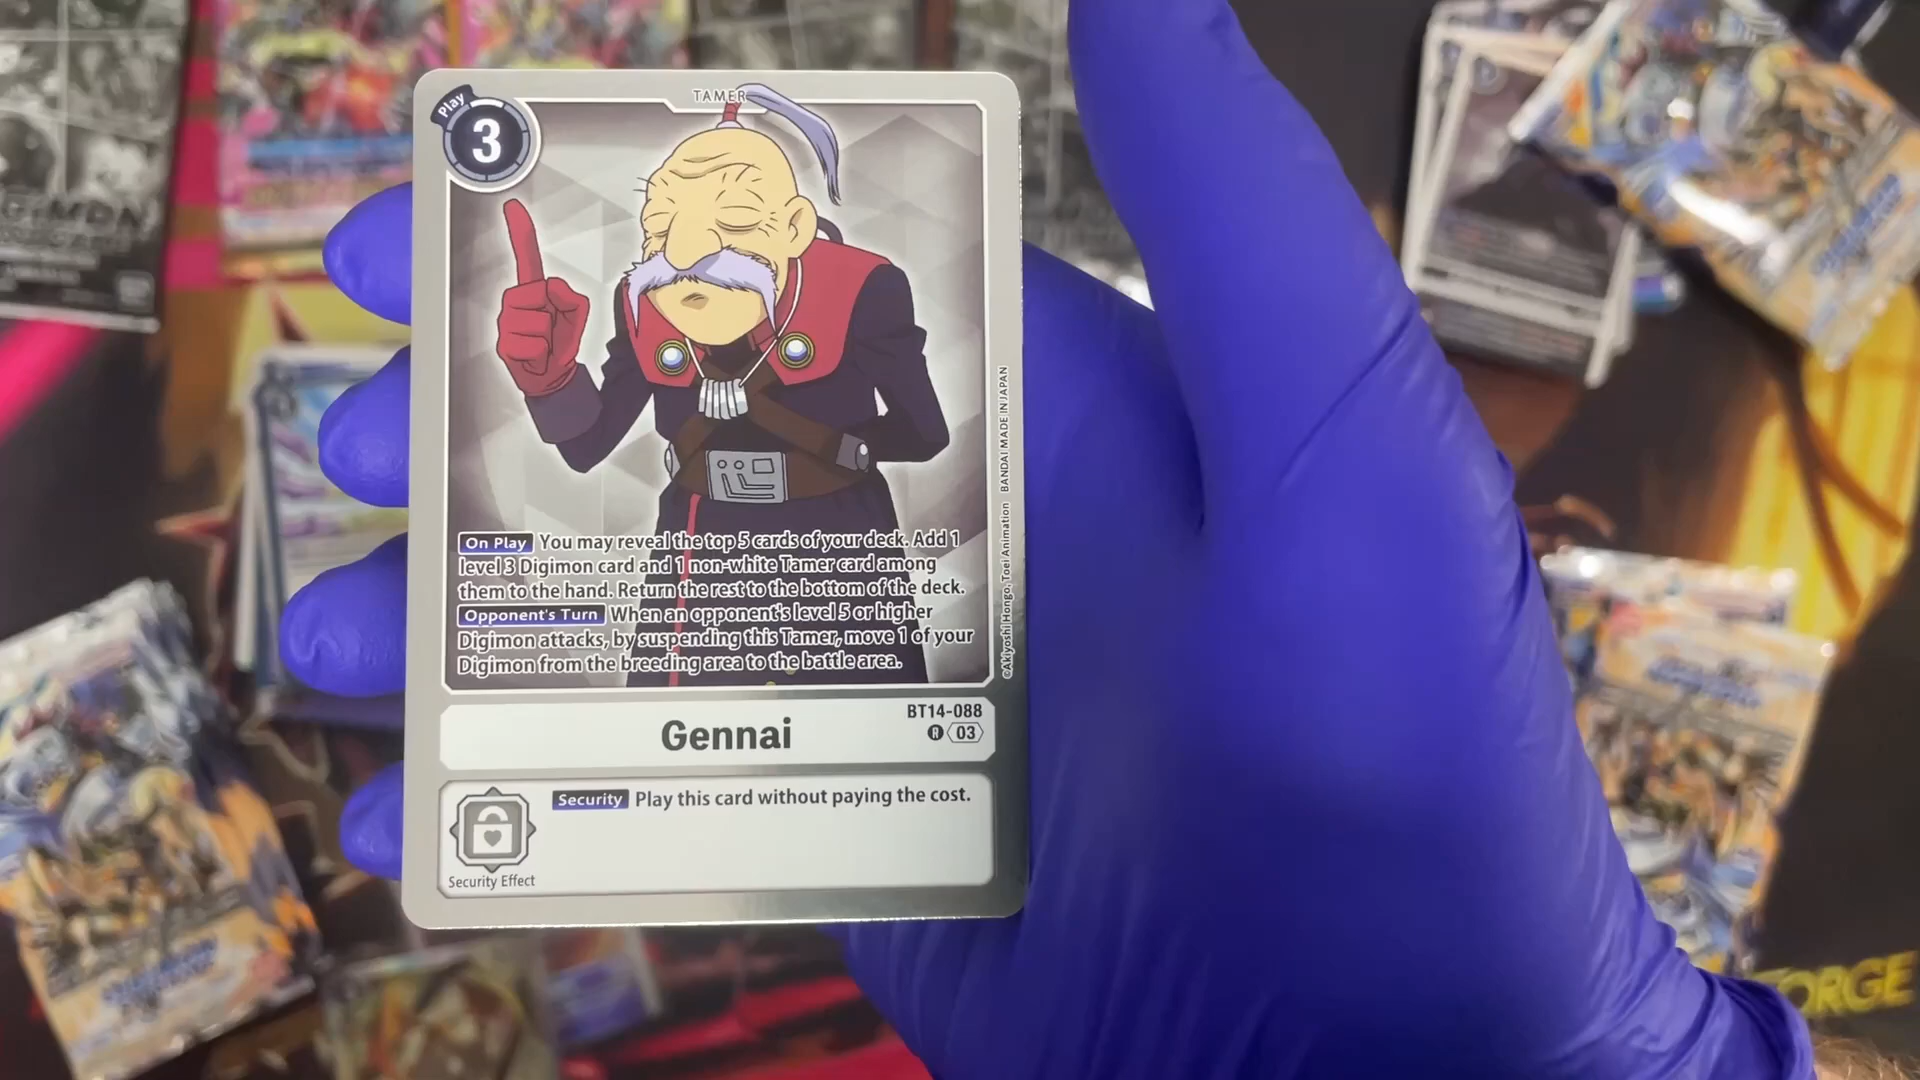 TAMER
Play
3
On Play You may reveal the top 5 cards of your deck. Add 1
level 3 Digimon card and 1 non-white Tamer card among
them to the hand. Return the rest to the bottom of the deck.
Opponent's Turn When an opponent's level 5 or higher
Digimon attacks, by suspending this Tamer, move 1 of your
Digimon from the breeding area to the battle area.
©Akiyoshi Hongo, Toei Animation BANDAI MADE IN JAPAN
BT14-088
Gennai
R 03
Security Play this card without paying the cost.
Security Effect
ORGE